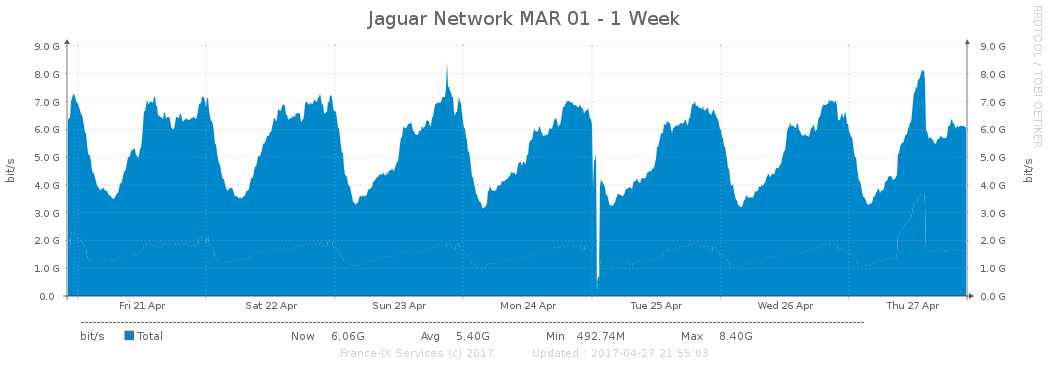 Jaguar Network MAR 01 - 1 Week
RRDTOOL / TOBI OETIKER
9.0 G 9.0 G
8.0 G 8.0 G
7.0 G 7.0 G
6.0 G 6.0 G
5.0 G 5.0 G
4.0 G 4.0 G
3.0 G 3.0 G
2.0 G 2.0 G
1.0 G 1.0 G
0.0 0.0 G
bit/s bit/s
Fri 21 Apr Sat 22 Apr Sun 23 Apr Mon 24 Apr Tue 25 Apr Wed 26 Apr Thu 27 Apr
bit/s Total Now 6.06G Avg 5.40G Min 492.74M Max 8.40G
France-IX Services (c) 2017 Updated : 2017-04-27 21:55:03